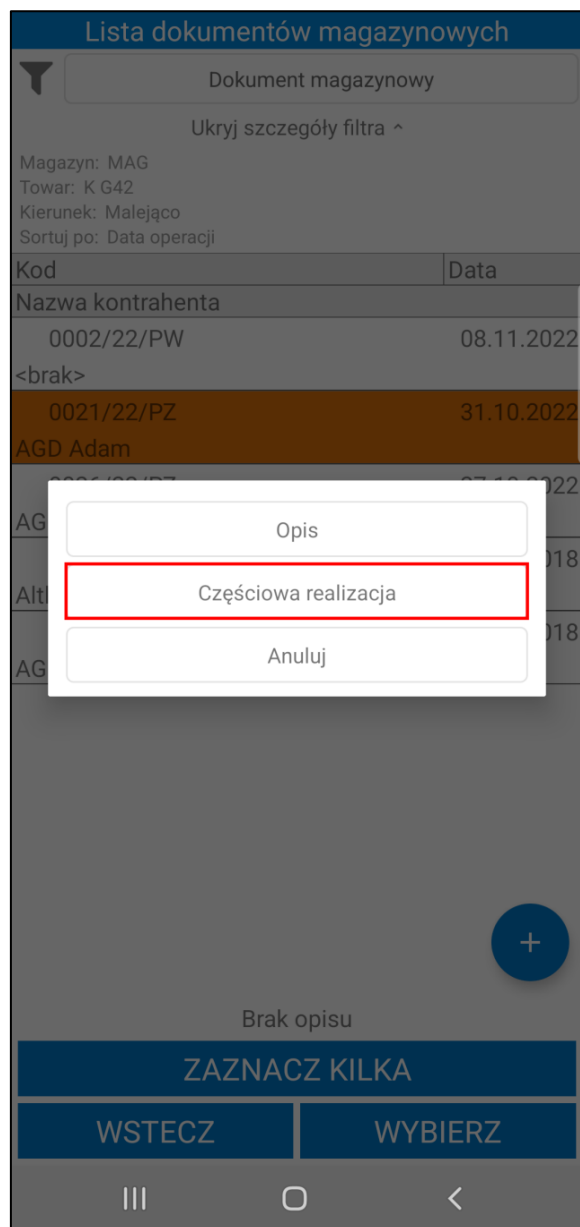 Lista dokumentów magazynowych
Dokument magazynowy
Ukryj szczegóły filtra ^
Magazyn: MAG
Towar: K G42
Kierunek: Malejąco
Sortuj po: Data operacji
Kod Data
Nazwa kontrahenta
0002/22/PW 08.11.2022
<brak>
0021/22/PZ 31.10.2022
AGD Adam
Opis
Częściowa realizacja
Anuluj
+
Brak opisu
ZAZNACZ KILKA
WSTECZ WYBIERZ